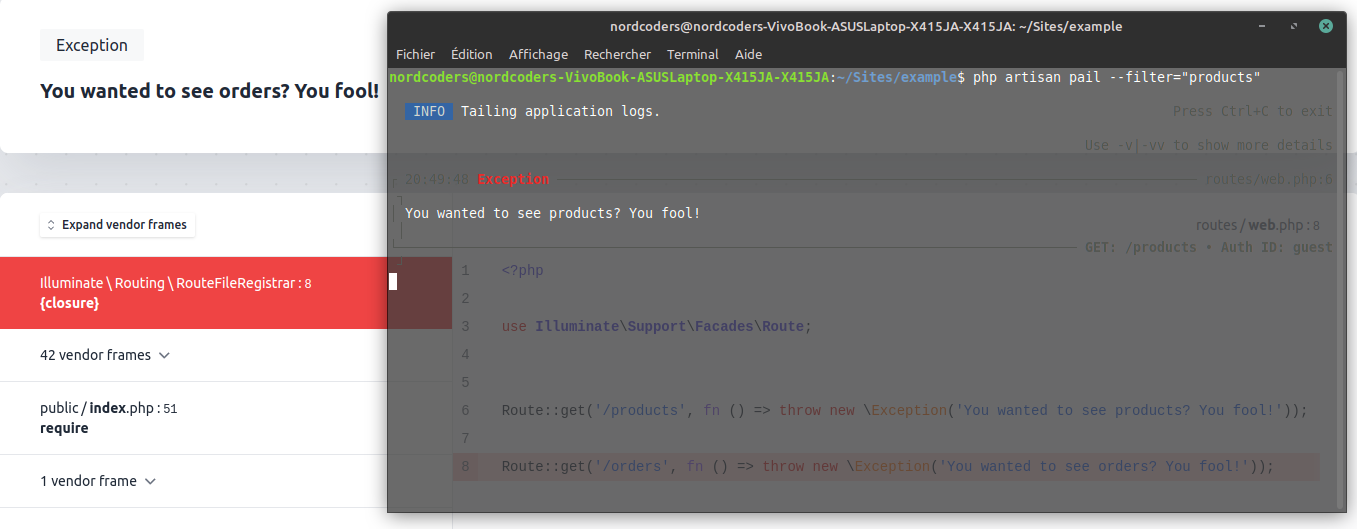 Exception
You wanted to see orders? You fool!
Expand vendor frames
Illuminate \ Routing \ RouteFileRegistrar : 8
{closure}
42 vendor frames
public / index.php : 51
require
1 vendor frame
nordcoders@nordcoders-VivoBook-ASUSLaptop-X415JA-X415JA: ~/Sites/example
Fichier Édition Affichage Rechercher Terminal Aide
nordcoders@nordcoders-VivoBook-ASUSLaptop-X415JA-X415JA:~/Sites/example$ php artisan pail --filter="products"
INFO Tailing application logs.
Press Ctrl+C to exit
Use -v|-vv to show more details
20:49:48 Exception routes/web.php:6
You wanted to see products? You fool!
routes / web.php : 8
GET: /products • Auth ID: guest
1 <?php
2
3 use Illuminate\Support\Facades\Route;
4
5
6 Route::get('/products', fn () => throw new \Exception('You wanted to see products? You fool!'));
7
8 Route::get('/orders', fn () => throw new \Exception('You wanted to see orders? You fool!'));